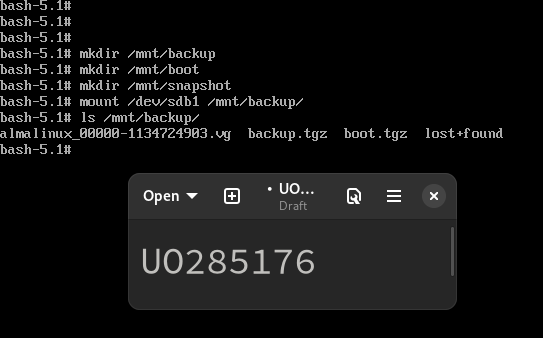 bash-5.1#
bash-5.1#
bash-5.1#
bash-5.1# mkdir /mnt/backup
bash-5.1# mkdir /mnt/boot
bash-5.1# mkdir /mnt/snapshot
bash-5.1# mount /dev/sdb1 /mnt/backup/
bash-5.1# ls /mnt/backup/
almalinux_00000-1134724903.vg  backup.tgz  boot.tgz  lost+found
bash-5.1#
Open
• UO...
Draft
UO285176